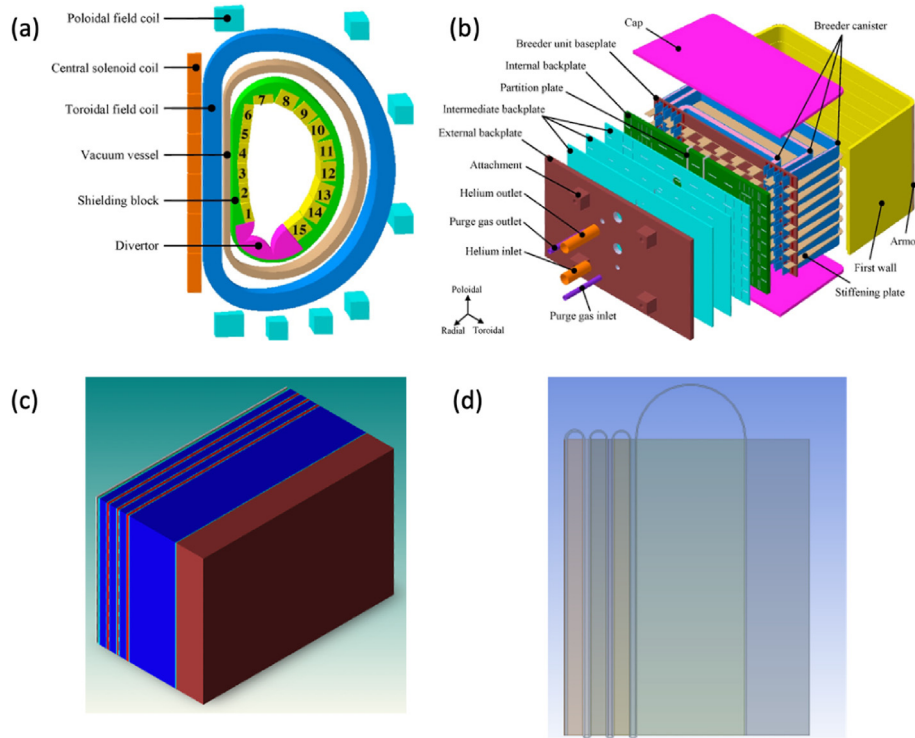 (a)
Poloidal field coil
Central solenoid coil
Toroidal field coil
Vacuum vessel
Shielding block
Divertor
7
8
6
9
5
10
4
11
3
12
2
13
1
14
15
(b)
Cap
Breeder canister
Breeder unit baseplate
Internal backplate
Partition plate
Intermediate backplate
External backplate
Attachment
Helium outlet
Purge gas outlet
Helium inlet
Armo
First wall
Stiffening plate
Poloidal
Radial Toroidal
Purge gas inlet
(c)
(d)